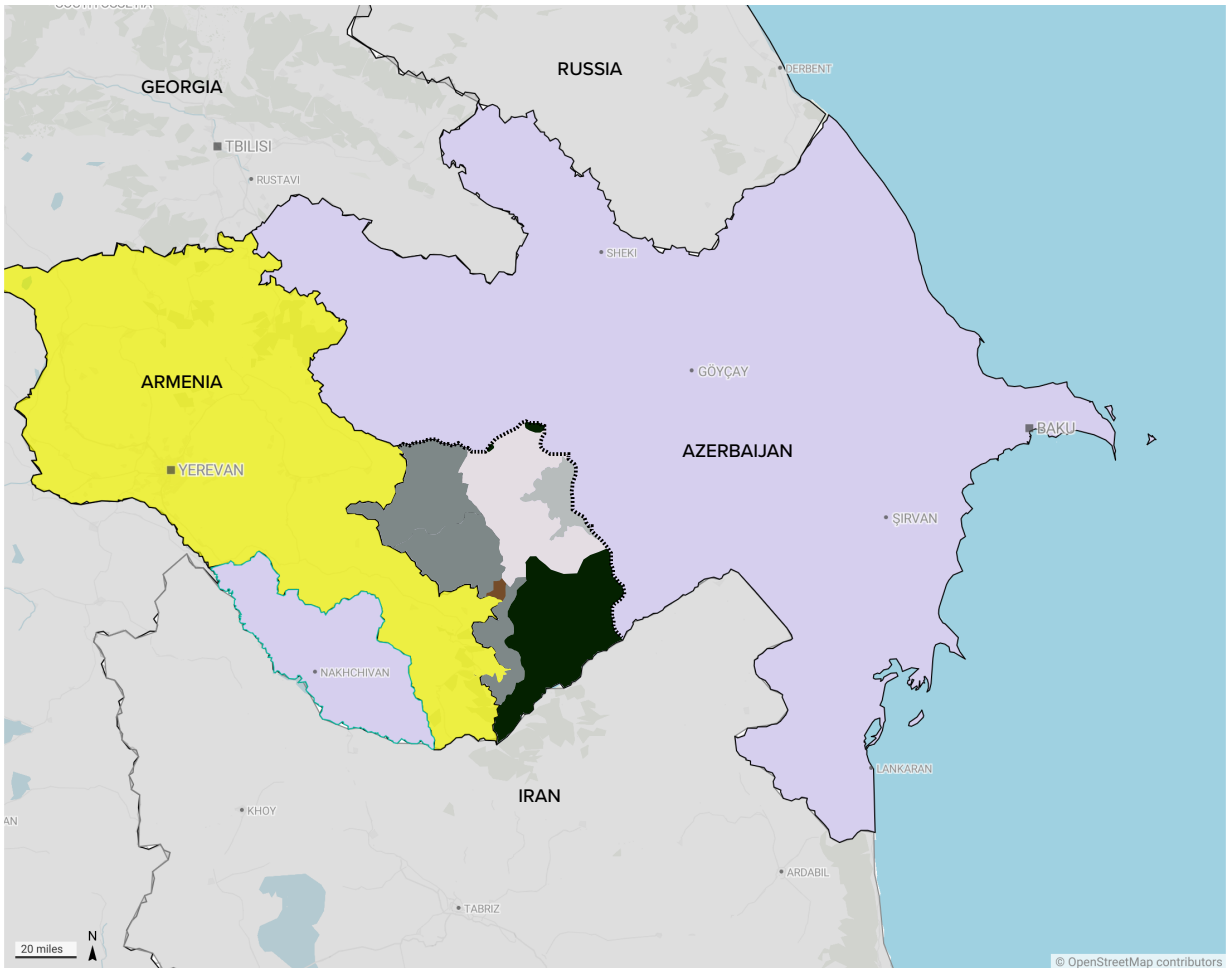 RUSSIA
DERBENT
GEORGIA
TBILISI
RUSTAVI
SHEKI
GÖYÇAY
ARMENIA
BAKU
AZERBAIJAN
YEREVAN
ŞIRVAN
NAKHCHIVAN
LANKARAN
IRAN
KHOY
AN
ARDABIL
TABRIZ
N
20 miles
© OpenStreetMap contributors